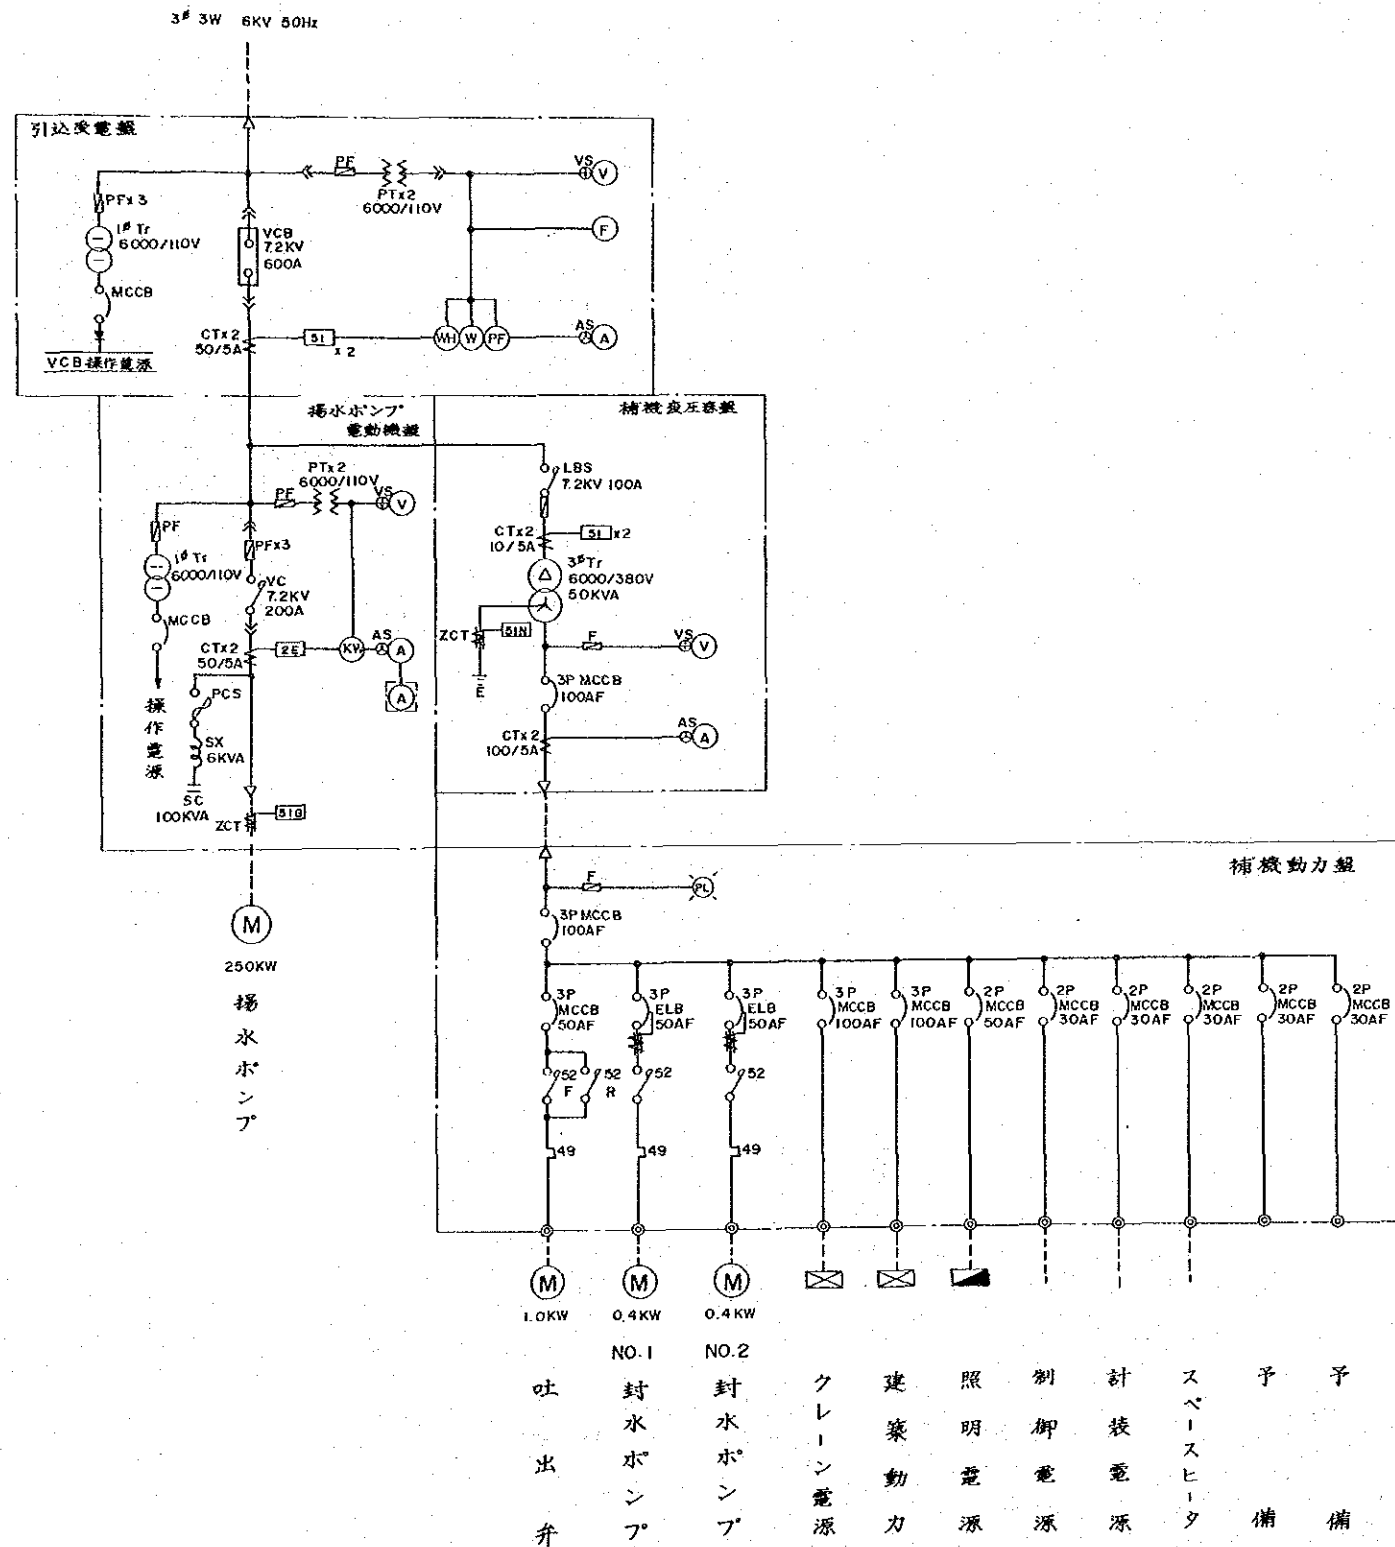 3ø 3W 6KV 50Hz
引込受電盤
PF
VS
V
PTx2
6000/110V
PFx3
1ø Tr
6000/110V
VCB
7.2KV
600A
F
MCCB
CTx2
50/5A
51
x2
WH
W
PF
AS
A
VCB操作電源
揚水ポンプ
電動機盤
補機変圧器盤
PTx2
6000/110V
PF
VS
V
LBS
7.2KV 100A
PF
PFx3
CTx2
10/5A
51
x2
1ø Tr
6000/110V
VC
7.2KV
200A
3øTr
6000/380V
50KVA
MCCB
ZCT
51N
E
CTx2
50/5A
2E
KW
AS
A
A
F
VS
V
3P MCCB
100AF
操作電源
PCS
SX
6KVA
SC
100KVA
CTx2
100/5A
AS
A
ZCT
51G
補機動力盤
F
PL
3P MCCB
100AF
M
250KW
揚水ポンプ
3P
MCCB
50AF
3P
ELB
50AF
3P
ELB
50AF
3P
MCCB
100AF
3P
MCCB
100AF
2P
MCCB
50AF
2P
MCCB
30AF
2P
MCCB
30AF
2P
MCCB
30AF
2P
MCCB
30AF
2P
MCCB
30AF
52
F
52
R
52
52
49
49
49
M
M
M
1.0KW
0.4KW
0.4KW
NO.1
NO.2
吐出弁
封水ポンプ
封水ポンプ
クレーン電源
建築動力
照明電源
制御電源
計装電源
スペースヒータ
予備
予備